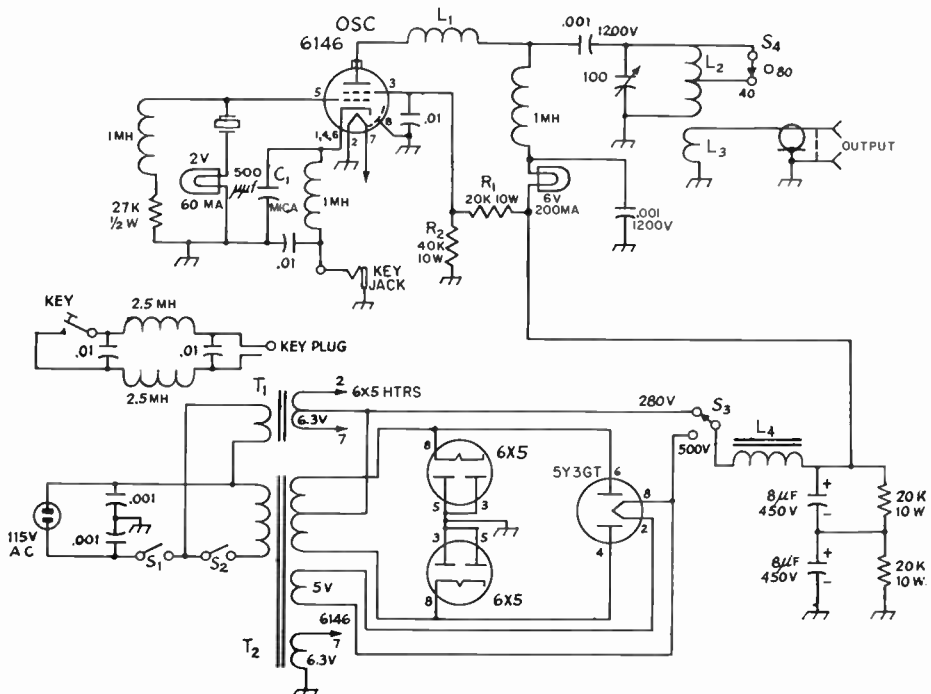 OSC
6146
L1
.001
1200V
S4
L2
80
40
100
3
5
8
.01
1MH
1,4,6
2
7
2V
60 MA
500
μμf
C1
MICA
1MH
27K
½ W
.01
KEY
JACK
1MH
R1
20K 10W
6V
200MA
R2
40K
10W
.001
1200V
L3
OUTPUT
KEY
2.5 MH
.01
.01
KEY PLUG
2.5MH
T1
2
6X5 HTRS
6.3V
7
280V
S3
500V
L4
8
6X5
5
3
5Y3GT
6
8
2
4
3
5
8
6X5
115V
AC
.001
.001
S1
S2
5V
6146
7
6.3V
T2
+
8μF
450V
-
20K
10W
+
8μF
450V
-
20K
10W